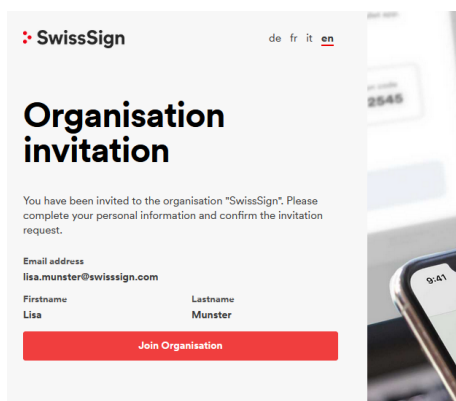 SwissSign
de fr it en
Organisation
invitation
You have been invited to the organisation "SwissSign". Please
complete your personal information and confirm the invitation
request.
Email address
lisa.munster@swisssign.com
Firstname Lastname
Lisa Munster
Join Organisation
2545
9:41